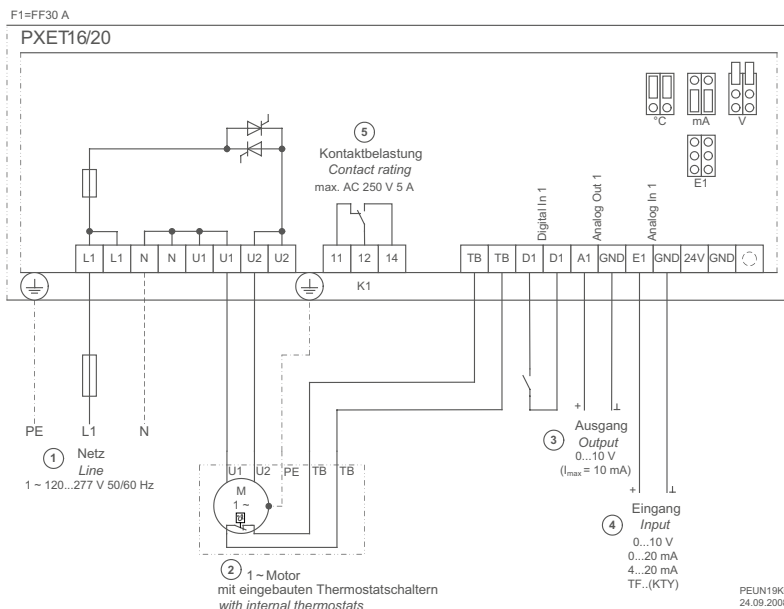 F1=FF30 A
PXET16/20
°C
mA
V
E1
5
Kontaktbelastung
Contact rating
max. AC 250 V 5 A
Digital In 1
Analog Out 1
Analog In 1
L1 L1 N N U1 U1 U2 U2
11 12 14
TB TB D1 D1 A1 GND E1 GND 24V GND
K1
PE L1 N
1
Netz
Line
1 ~ 120...277 V 50/60 Hz
+ ⊥
3
Ausgang
Output
0...10 V
(Imax = 10 mA)
U1 U2 PE TB TB
M
1 ~
+ ⊥
4
Eingang
Input
0...10 V
0...20 mA
4...20 mA
TF..(KTY)
2
1 ~ Motor
mit eingebauten Thermostatschaltern
with internal thermostats